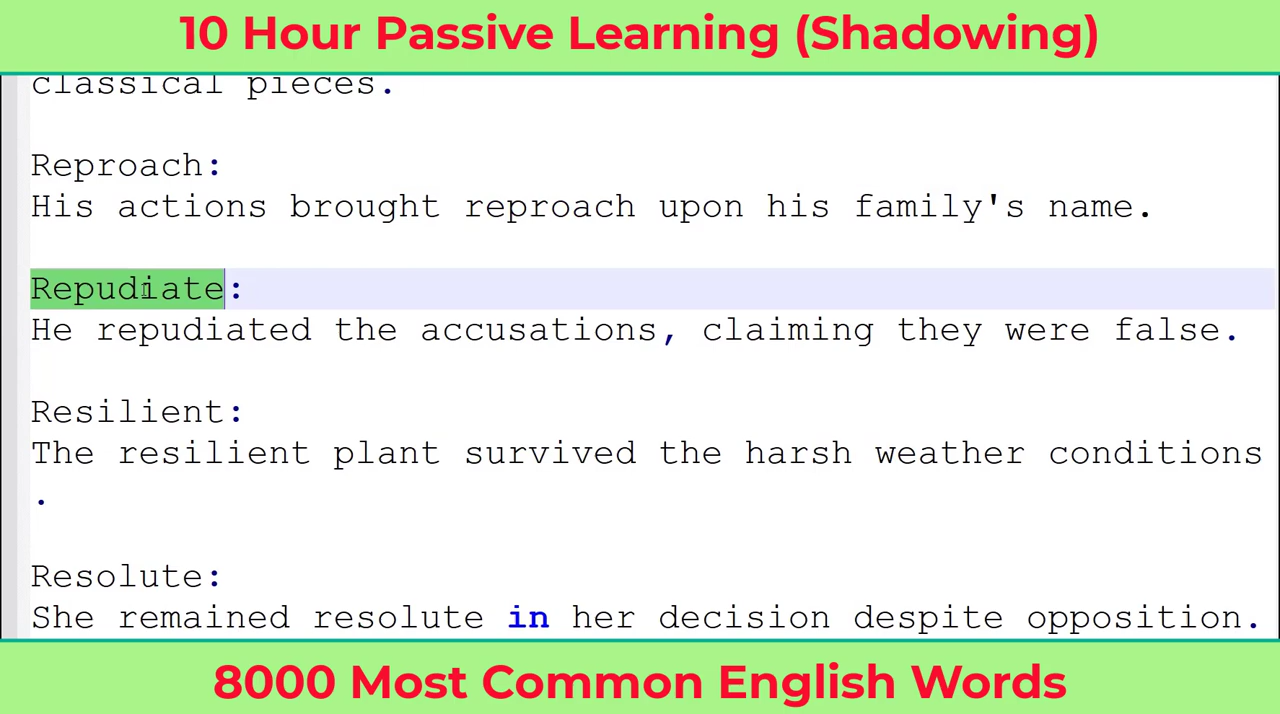 10 Hour Passive Learning (Shadowing)
classical pieces.
Reproach:
His actions brought reproach upon his family's name.
Repudiate:
He repudiated the accusations, claiming they were false.
Resilient:
The resilient plant survived the harsh weather conditions
.
Resolute:
She remained resolute in her decision despite opposition.
8000 Most Common English Words